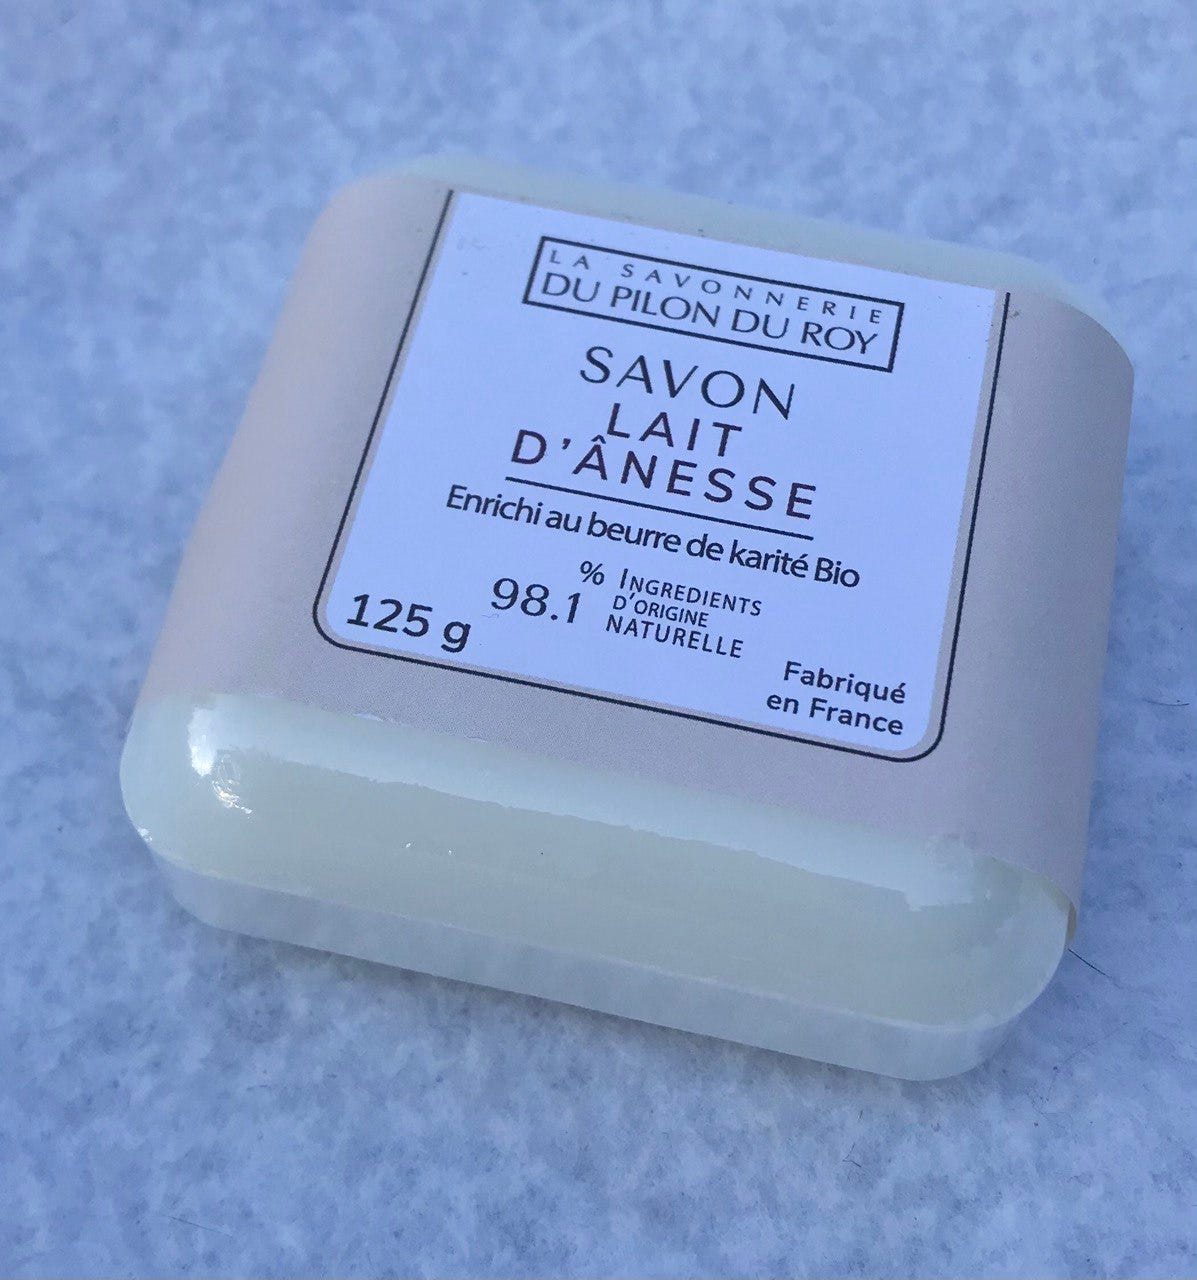 LA SAVONNERIE
DU PILON DU ROY
SAVON
LAIT
D'ÂNESSE
Enrichi au beurre de karité Bio
% INGREDIENTS
98.1 D'ORIGINE
NATURELLE
125 g
Fabriqué
en France